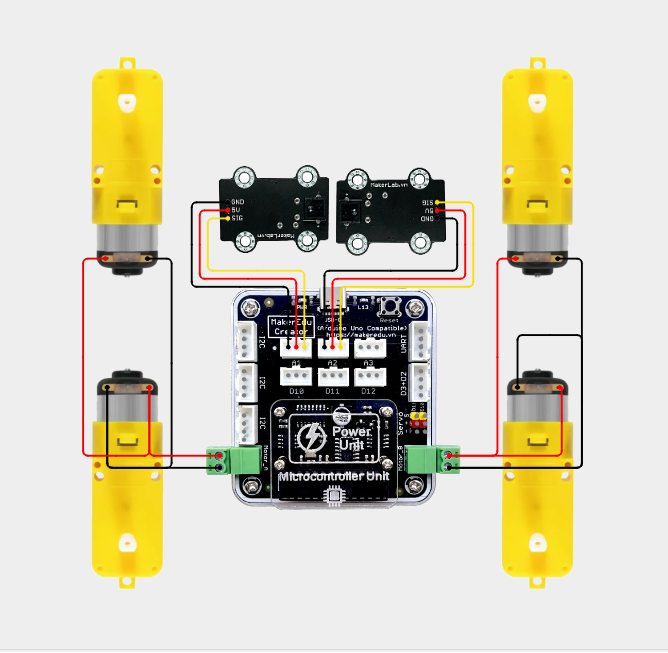 MakerLab.vn
GND
5V
SIG
MakerLab.vn
SIG
5V
GND
PWR
USB-C
L13
Reset
MakerEdu
Creator
(Arduino Uno Compatible)
https://makeredu.vn
I2C
A1
A2
A3
UART
I2C
D10
D11
D12
D3+D2
I2C
Servo
S
Motor_A
Power
Unit
Motor_B
Microcontroller Unit